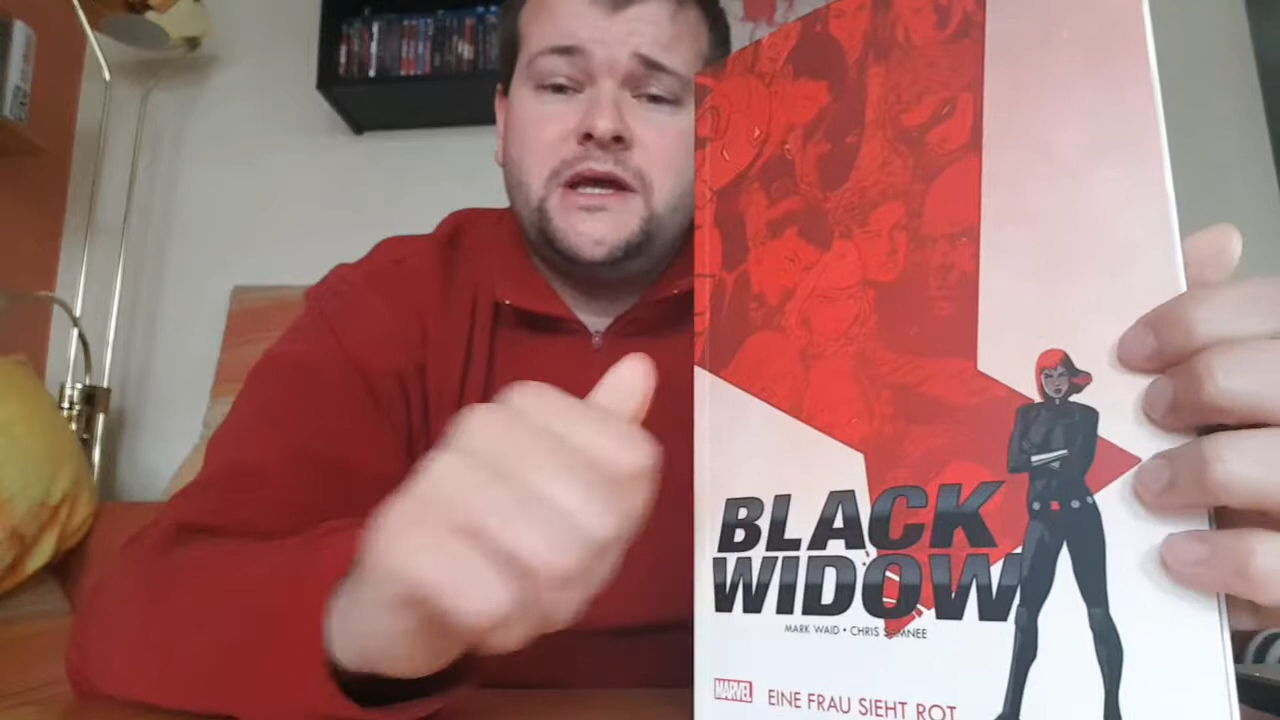 BLACK
WIDOW
MARK WAID • CHRIS SAMNEE
MARVEL
EINE FRAU SIEHT ROT